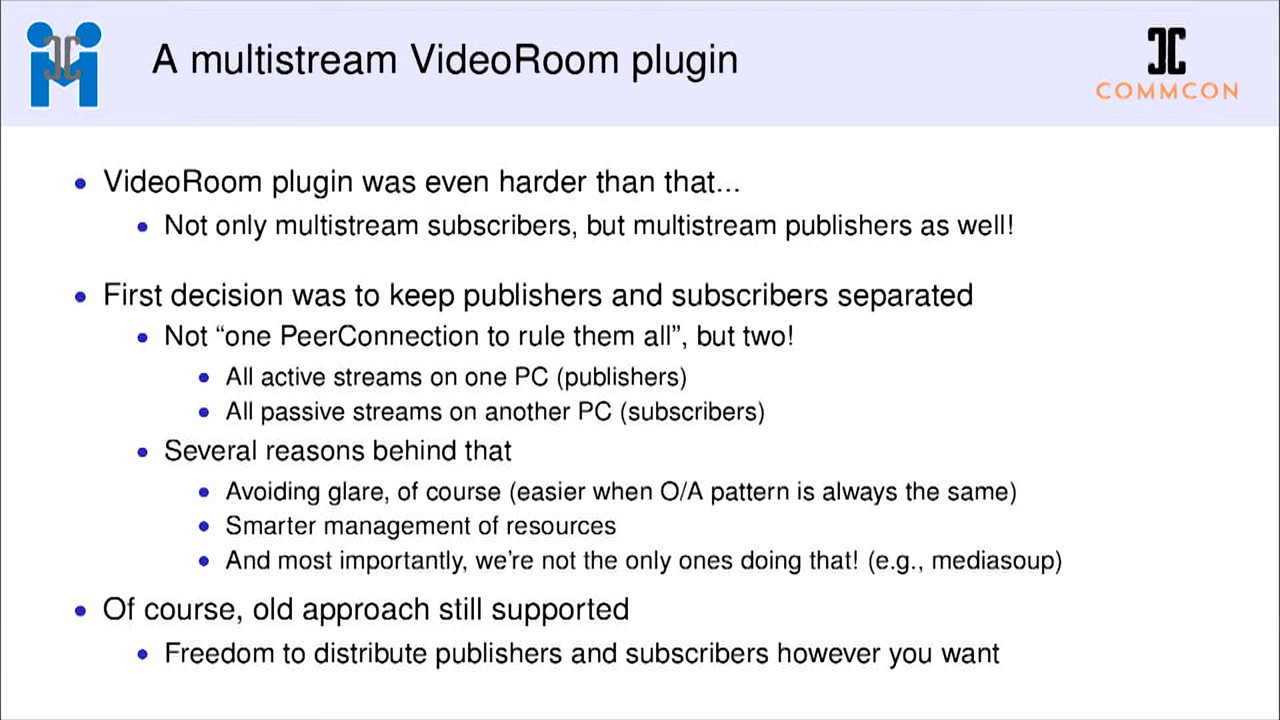 A multistream VideoRoom plugin
COMMCON
VideoRoom plugin was even harder than that...
Not only multistream subscribers, but multistream publishers as well!
First decision was to keep publishers and subscribers separated
Not “one PeerConnection to rule them all”, but two!
All active streams on one PC (publishers)
All passive streams on another PC (subscribers)
Several reasons behind that
Avoiding glare, of course (easier when O/A pattern is always the same)
Smarter management of resources
And most importantly, we’re not the only ones doing that! (e.g., mediasoup)
Of course, old approach still supported
Freedom to distribute publishers and subscribers however you want